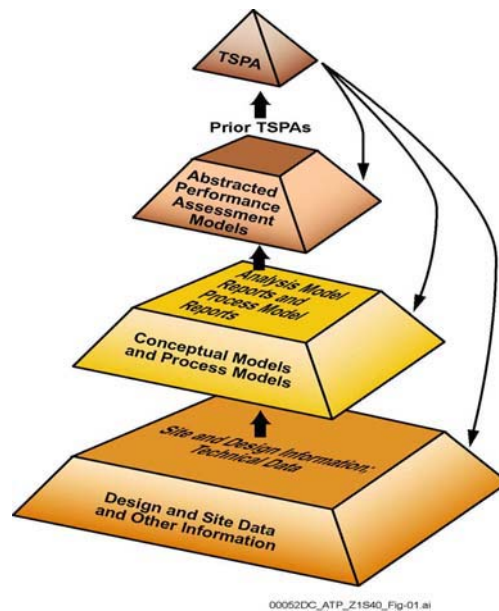 TSPA
Prior TSPAs
Abstracted
Performance
Assessment
Models
Analysis Model
Reports and
Process Model
Reports
Conceptual Models
and Process Models
Site and Design Information:
Technical Data
Design and Site Data
and Other Information
00052DC_ATP_Z1S40_Fig-01.ai